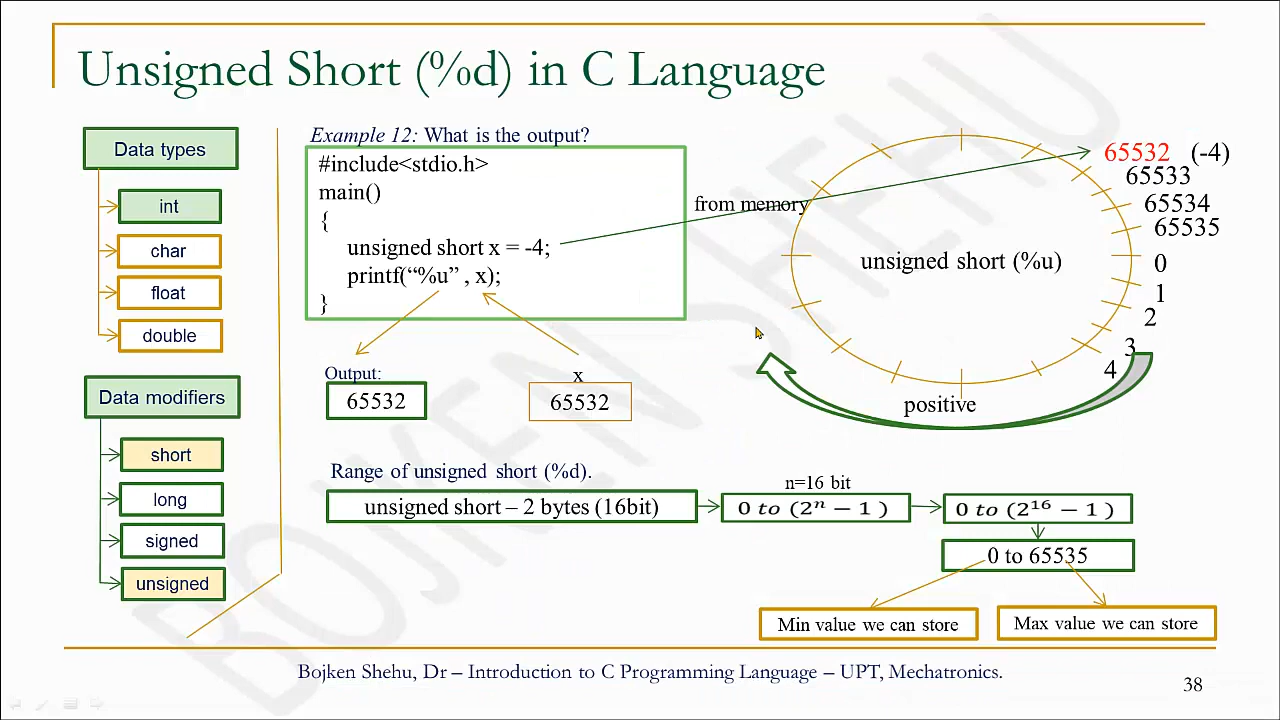 Unsigned Short (%d) in C Language
Data types
int
char
float
double
Data modifiers
short
long
signed
unsigned
Example 12: What is the output?
#include<stdio.h>
main()
{
unsigned short x = -4;
printf(“%u” , x);
}
from memory
Output:
65532
x
65532
unsigned short (%u)
65532 (-4)
65533
65534
65535
0
1
2
3
4
positive
Range of unsigned short (%d).
unsigned short – 2 bytes (16bit)
n=16 bit
0 to (2ⁿ − 1 )
0 to (2¹⁶ − 1 )
0 to 65535
Min value we can store
Max value we can store
Bojken Shehu, Dr – Introduction to C Programming Language – UPT, Mechatronics.
38
BOJKEN SHEHU